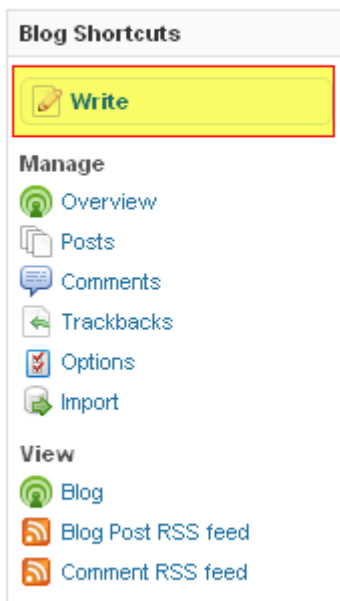 Blog Shortcuts
Write
Manage
Overview
Posts
Comments
Trackbacks
Options
Import
View
Blog
Blog Post RSS feed
Comment RSS feed